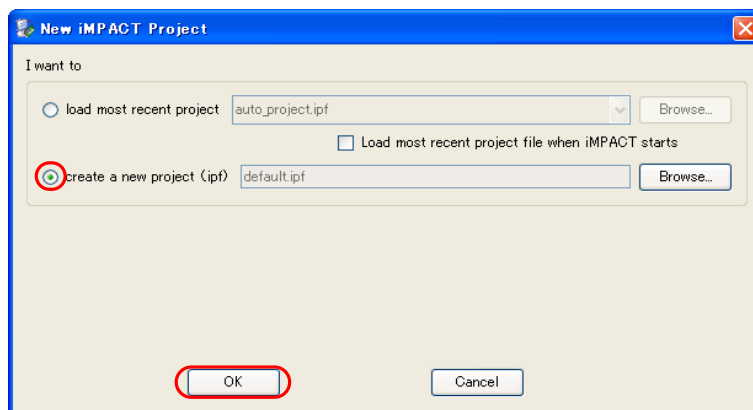 New iMPACT Project
I want to
load most recent project auto_project.ipf Browse...
Load most recent project file when iMPACT starts
create a new project (ipf) default.ipf Browse...
OK Cancel